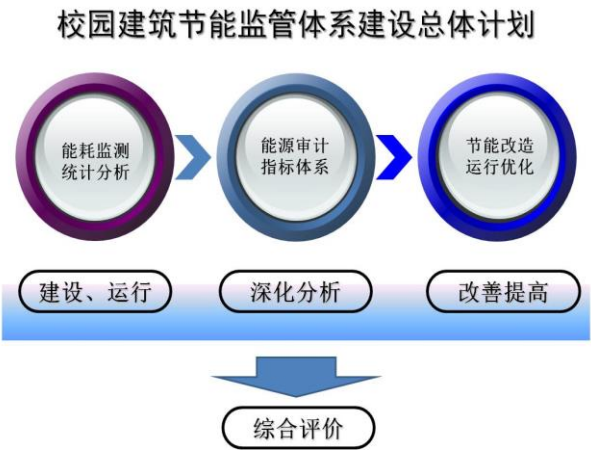 校园建筑节能监管体系建设总体计划
能耗监测
统计分析
能源审计
指标体系
节能改造
运行优化
建设、运行
深化分析
改善提高
综合评价